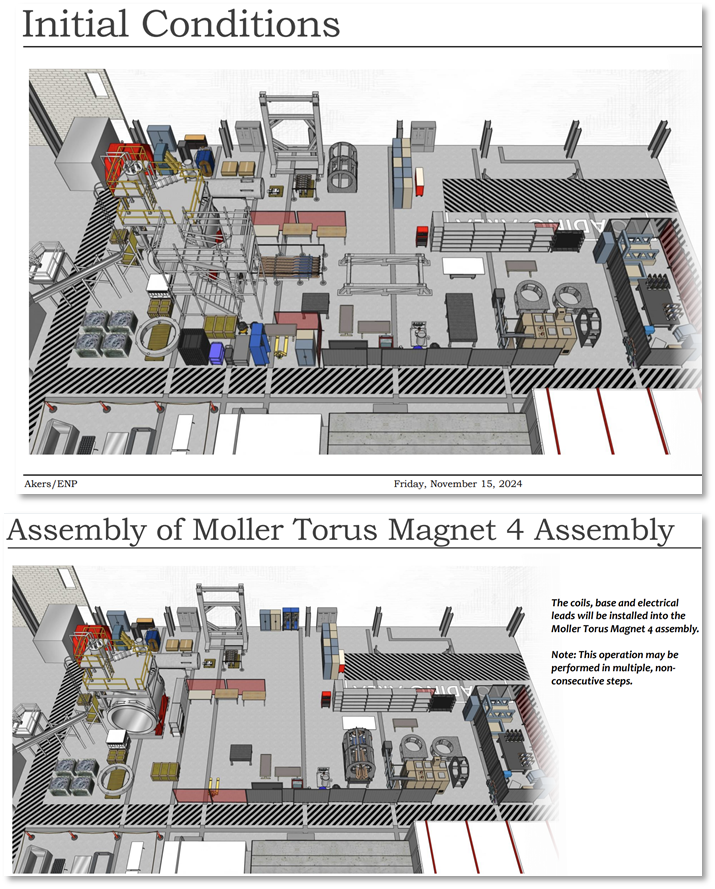 Initial Conditions
Akers/ENP
Friday, November 15, 2024
Assembly of Moller Torus Magnet 4 Assembly
The coils, base and electrical
leads will be installed into the
Moller Torus Magnet 4 assembly.
Note: This operation may be
performed in multiple, non-
consecutive steps.